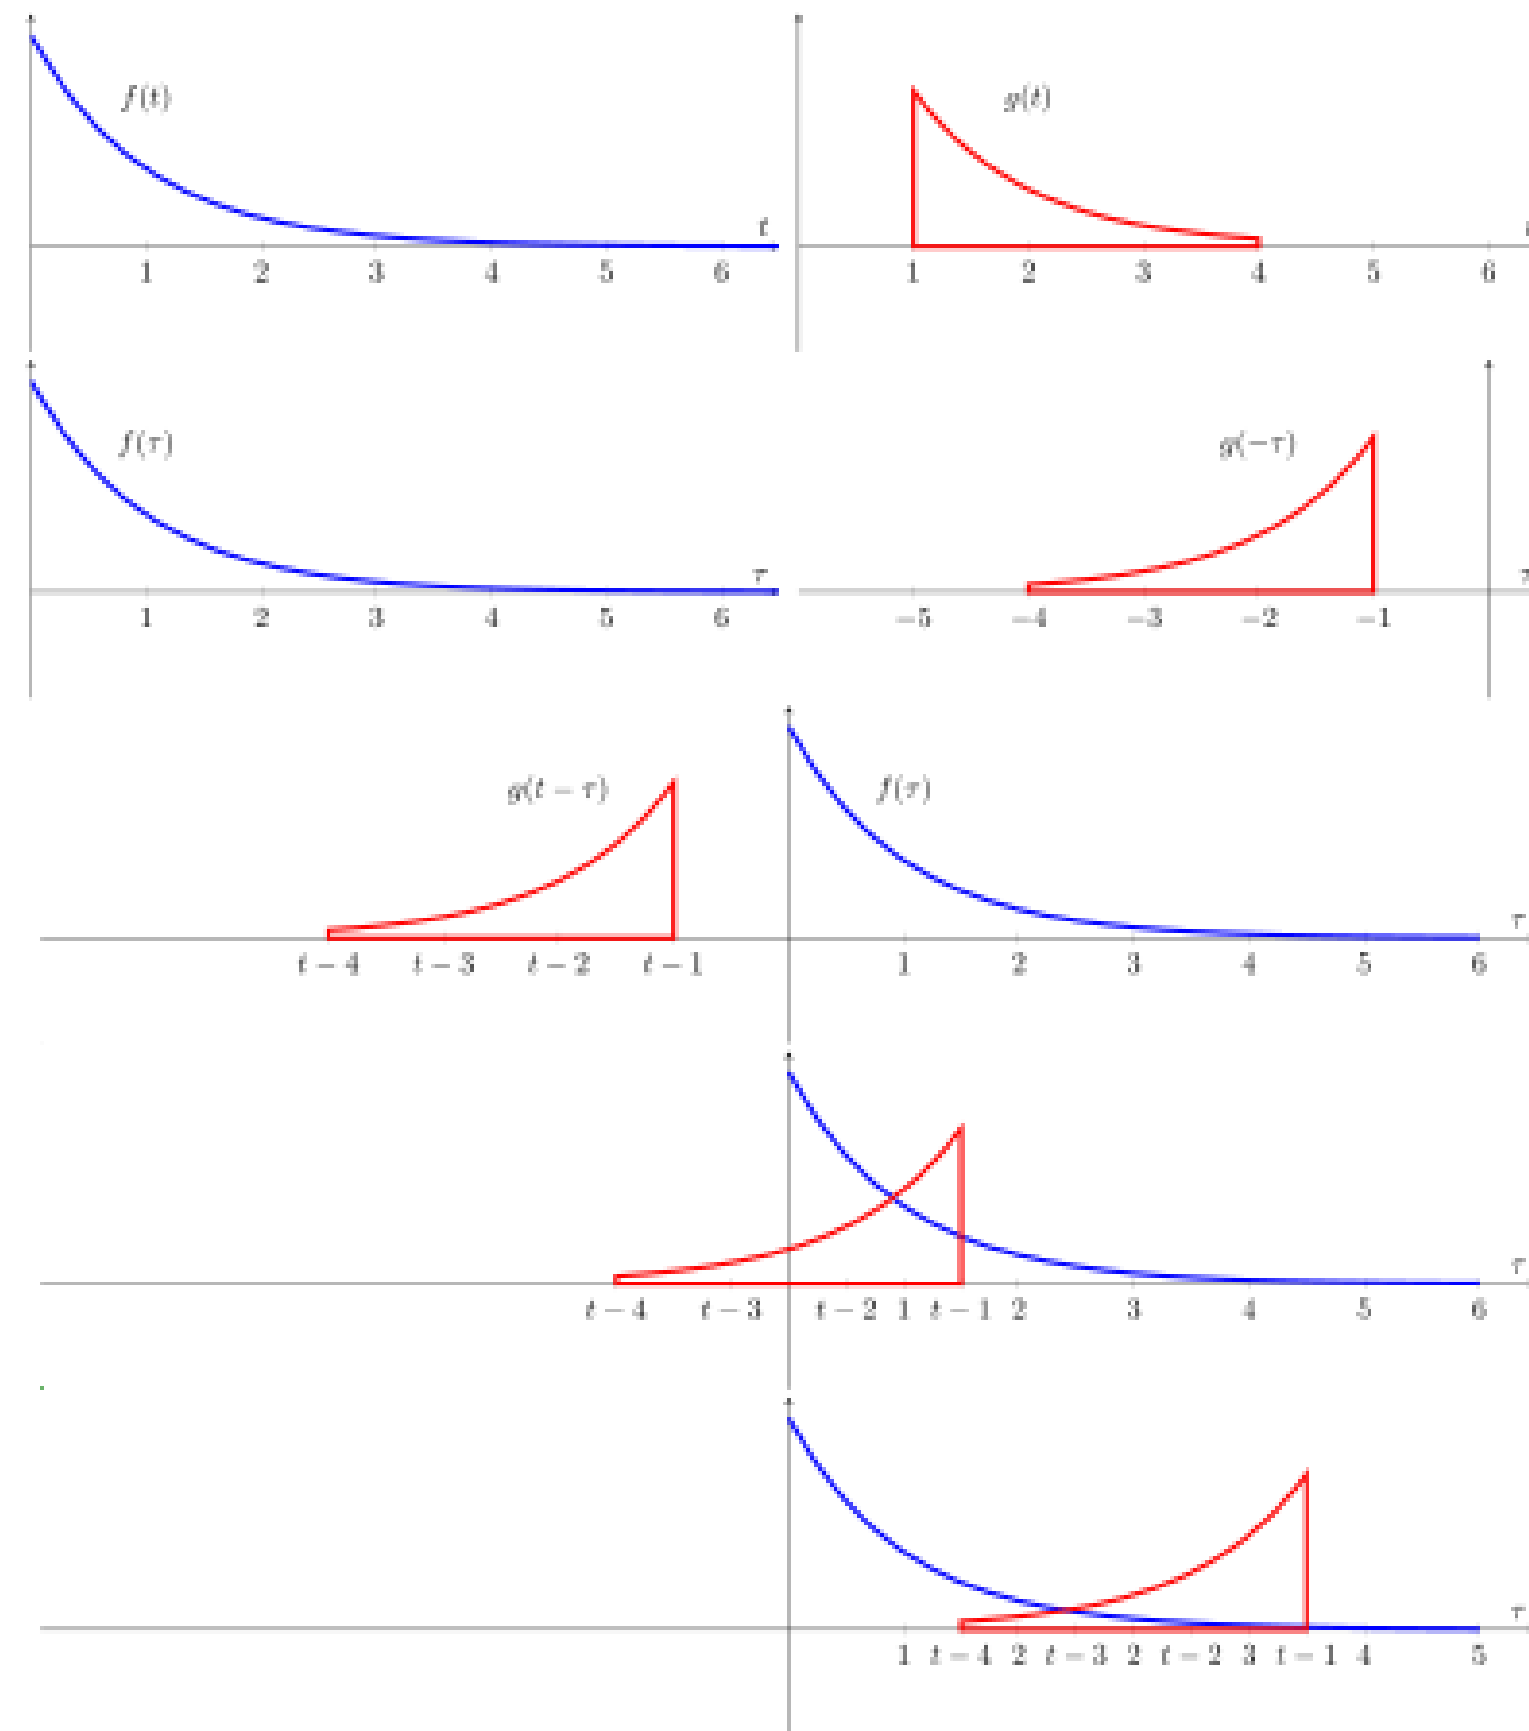 f(t) g(t)
t
1 2 3 4 5 6 1 2 3 4 5 6
f(τ) g(−τ)
τ
1 2 3 4 5 6 −5 −4 −3 −2 −1
g(t − τ) f(τ)
τ
t − 4 t − 3 t − 2 t − 1 1 2 3 4 5 6
τ
t − 4 t − 3 t − 2 1 t − 1 2 3 4 5 6
τ
1 t − 4 2 t − 3 2 t − 2 3 t − 1 4 5